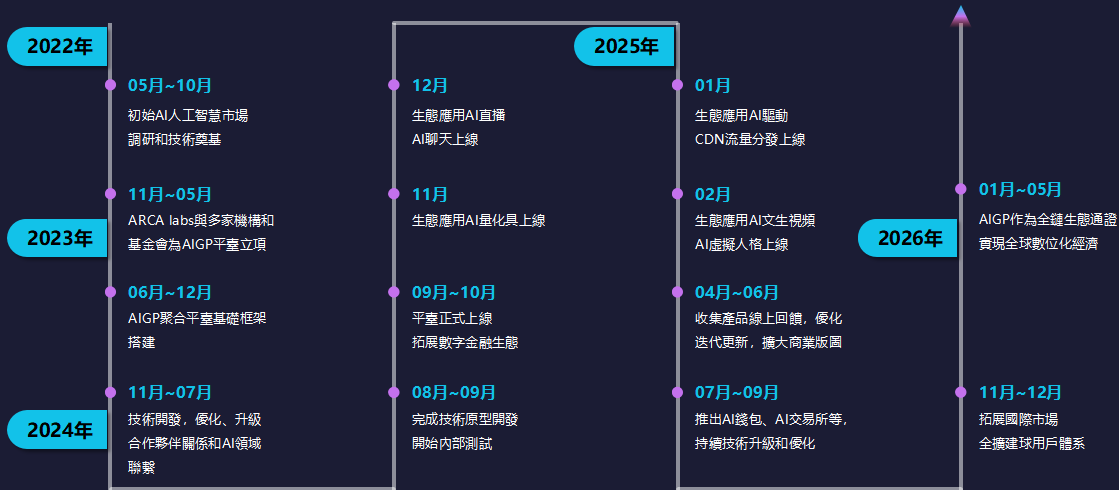 2022年
05月~10月
初始AI人工智慧市場
調研和技術奠基
11月~05月
ARCA labs與多家機構和
基金會為AIGP平臺立項
2023年
06月~12月
AIGP聚合平臺基礎框架
搭建
11月~07月
技術開發，優化、升級
合作夥伴關係和AI領域
聯繫
2024年
08月~09月
完成技術原型開發
開始內部測試
09月~10月
平臺正式上線
拓展數字金融生態
11月
生態應用AI量化具上線
12月
生態應用AI直播
AI聊天上線
2025年
01月
生態應用AI驅動
CDN流量分發上線
02月
生態應用AI文生視頻
AI虛擬人格上線
04月~06月
收集產品線上回饋，優化
迭代更新，擴大商業版圖
07月~09月
推出AI錢包、AI交易所等，
持續技術升級和優化
11月~12月
拓展國際市場
全擴建球用戶體系
2026年
01月~05月
AIGP作為全鏈生態通證
實現全球數位化經濟